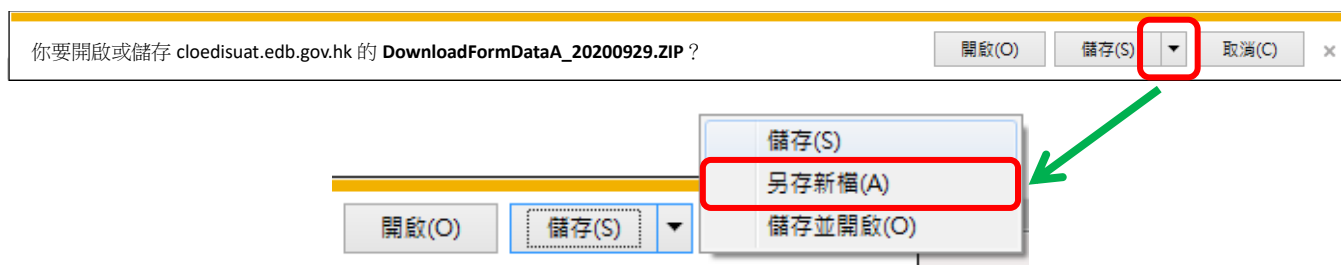 你要開啟或儲存 cloedisuat.edb.gov.hk 的 DownloadFormDataA_20200929.ZIP？ 開啟(O) 儲存(S) 取消(C) ×
儲存(S)
另存新檔(A)
開啟(O) 儲存(S) 儲存並開啟(O)